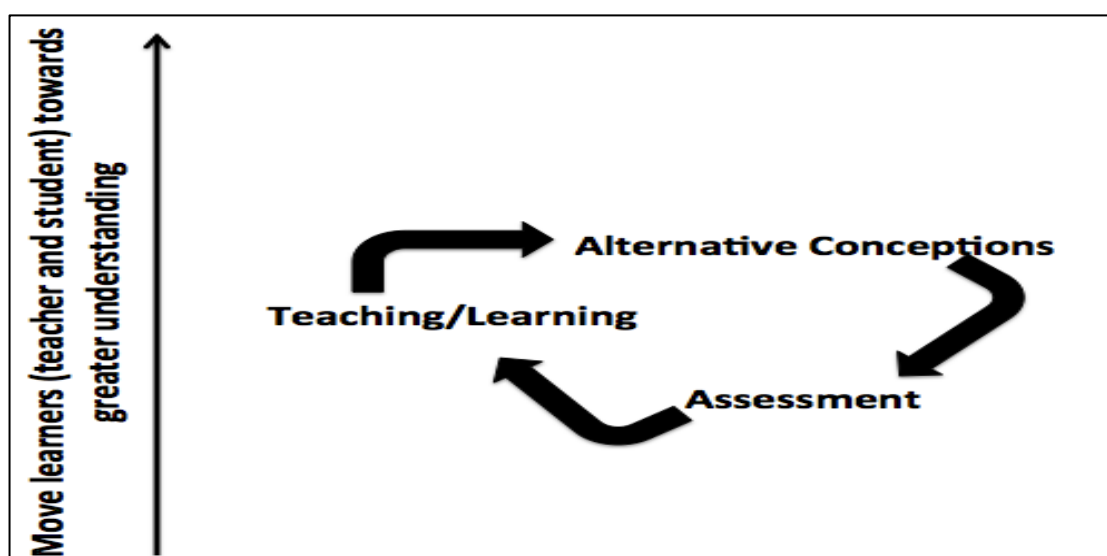 Move learners (teacher and student) towards
greater understanding
Alternative Conceptions
Teaching/Learning
Assessment